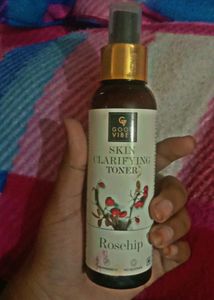 GOOD
VIBES
SKIN
CLARIFYING
TONER
Rosehip